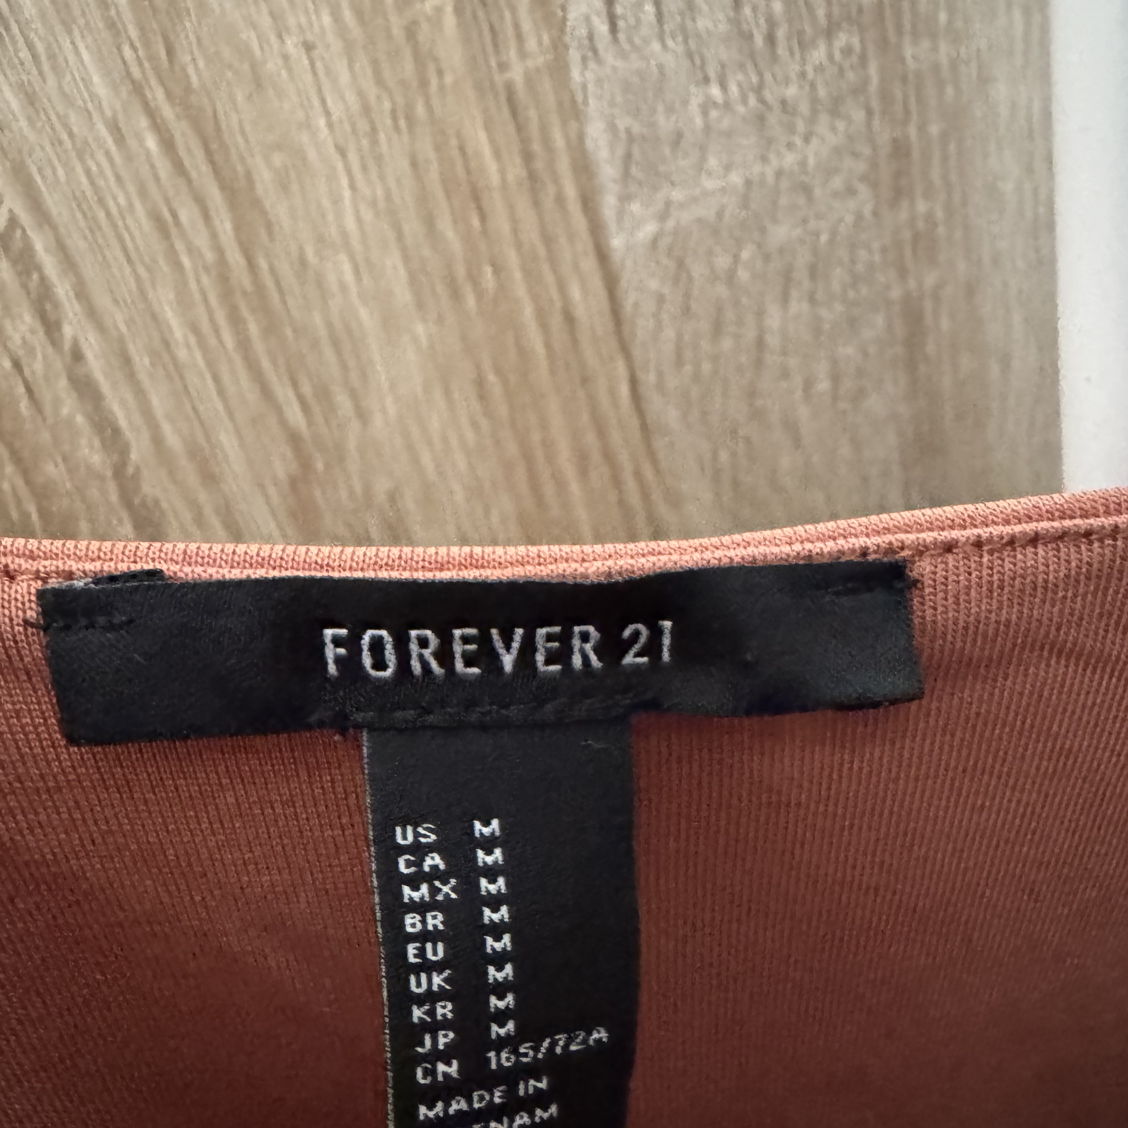 FOREVER 21
US M
CA M
MX M
BR M
EU M
UK M
KR M
JP M
CN 165/72A
MADE IN